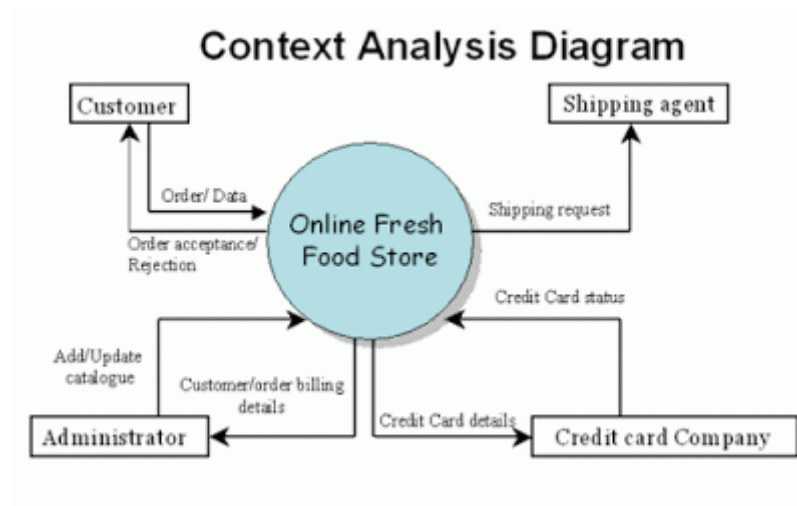 Context Analysis Diagram
Customer
Shipping agent
Order/ Data
Online Fresh
Food Store
Shipping request
Order acceptance/
Rejection
Credit Card status
Add/Update
catalogue
Customer/order billing
details
Credit Card details
Administrator
Credit card Company